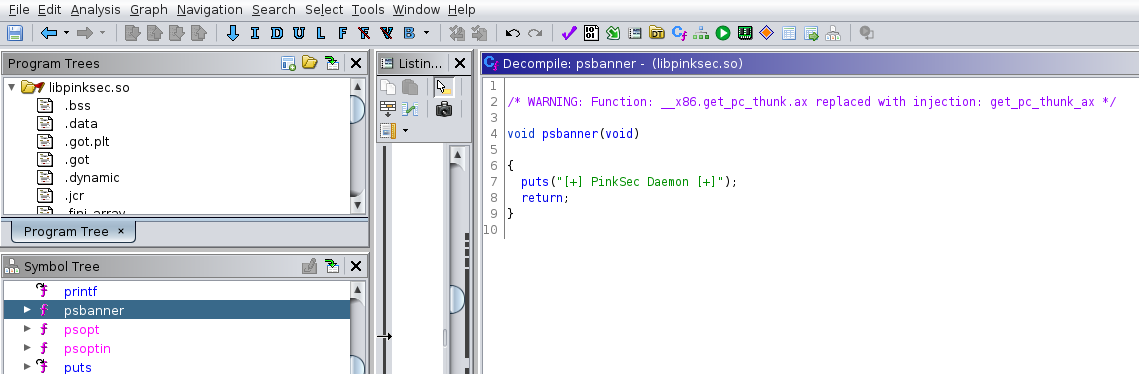 File Edit Analysis Graph Navigation Search Select Tools Window Help
I D U L F R V B
Program Trees
libpinksec.so
.bss
.data
.got.plt
.got
.dynamic
.jcr
.fini_array
Program Tree ×
Symbol Tree
printf
psbanner
psopt
psoptin
puts
Listin...
Decompile: psbanner - (libpinksec.so)
1
2 /* WARNING: Function: __x86.get_pc_thunk.ax replaced with injection: get_pc_thunk_ax */
3
4 void psbanner(void)
5
6 {
7 puts("[+] PinkSec Daemon [+]");
8 return;
9 }
10